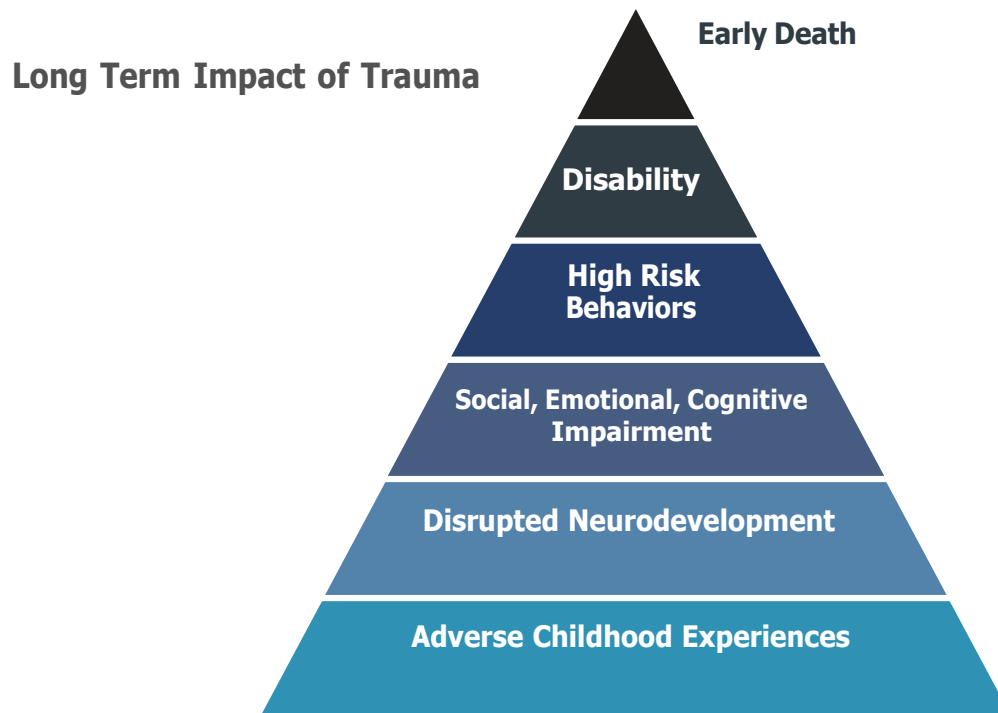 Early Death
Long Term Impact of Trauma
Disability
High Risk
Behaviors
Social, Emotional, Cognitive
Impairment
Disrupted Neurodevelopment
Adverse Childhood Experiences